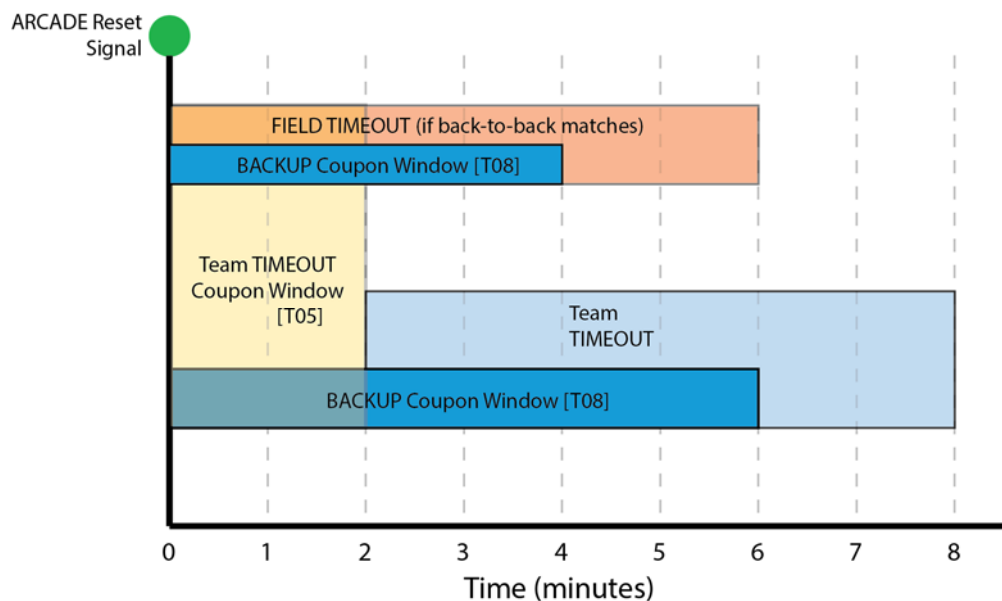 ARCADE Reset
Signal
FIELD TIMEOUT (if back-to-back matches)
BACKUP Coupon Window [T08]
Team TIMEOUT
Coupon Window
[T05]
Team
TIMEOUT
BACKUP Coupon Window [T08]
0 1 2 3 4 5 6 7 8
Time (minutes)